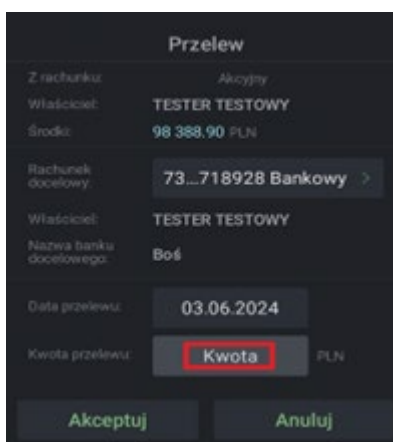 Przelew
Z rachunku: Akcyjny
Właściciel: TESTER TESTOWY
Środki: 98 388.90 PLN
Rachunek
docelowy: 73...718928 Bankowy >
Właściciel: TESTER TESTOWY
Nazwa banku
docelowego: Boś
Data przelewu: 03.06.2024
Kwota przelewu: Kwota PLN
Akceptuj Anuluj